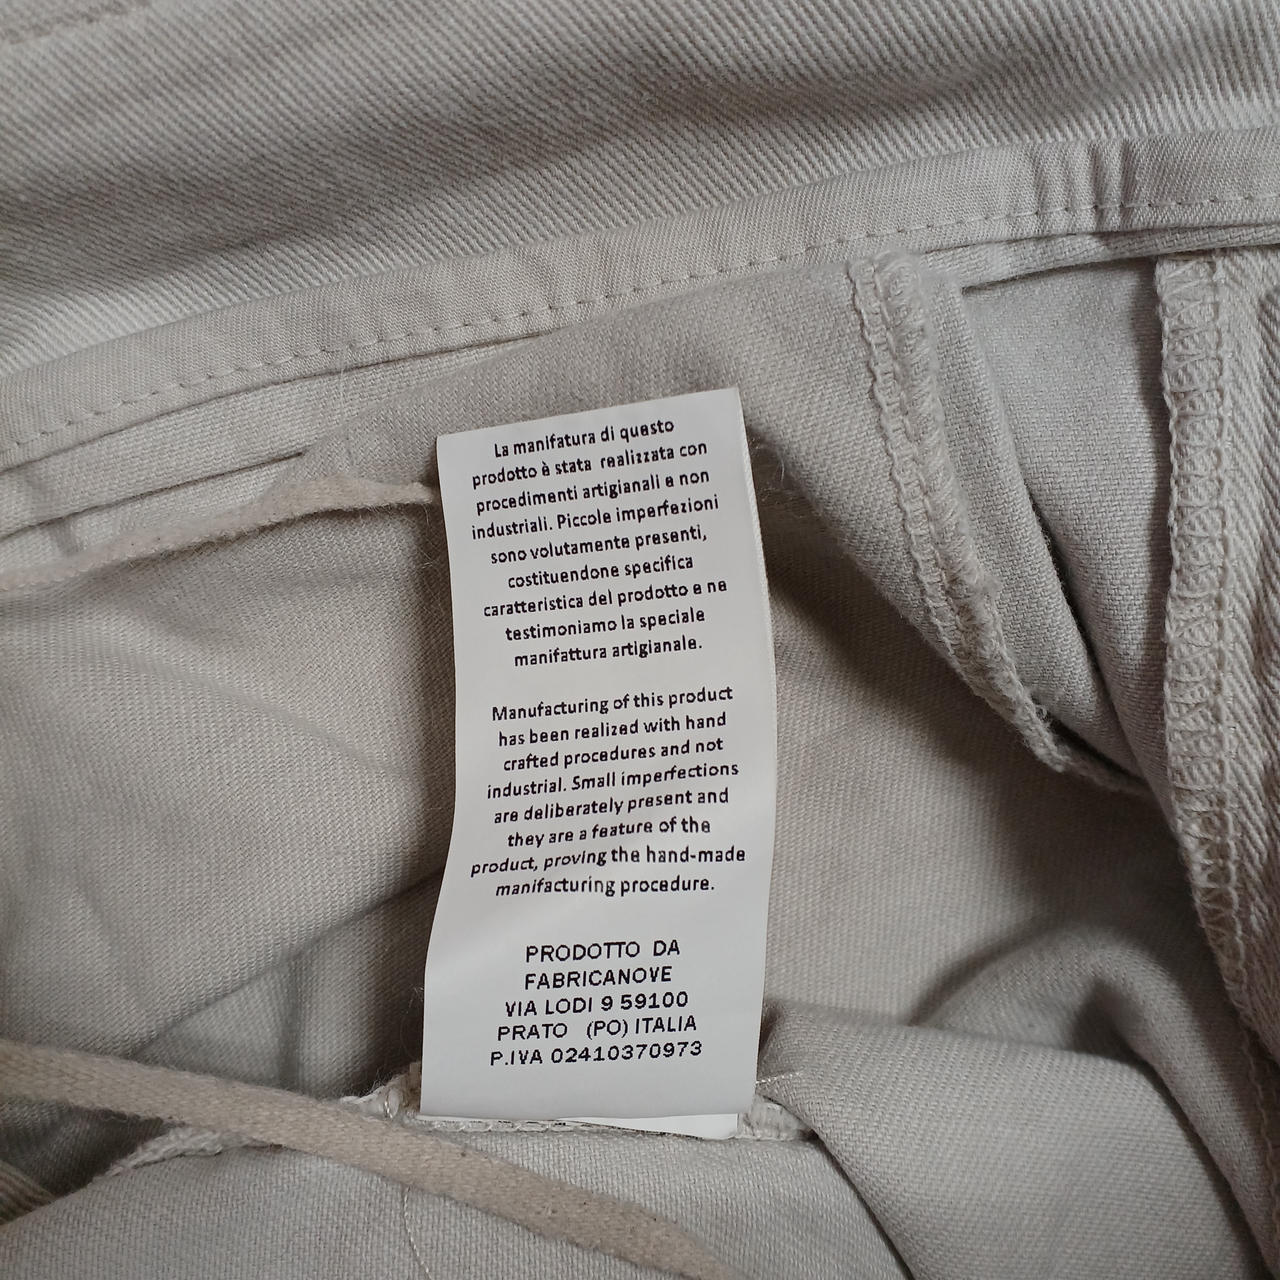 La manifatura di questo
prodotto è stata realizzata con
procedimenti artigianali e non
industriali. Piccole imperfezioni
sono volutamente presenti,
costituendone specifica
caratteristica del prodotto e ne
testimoniamo la speciale
manifattura artigianale.
Manufacturing of this product
has been realized with hand
crafted procedures and not
industrial. Small imperfections
are deliberately present and
they are a feature of the
product, proving the hand-made
manifacturing procedure.
PRODOTTO DA
FABRICANOVE
VIA LODI 9 59100
PRATO (PO) ITALIA
P.IVA 02410370973